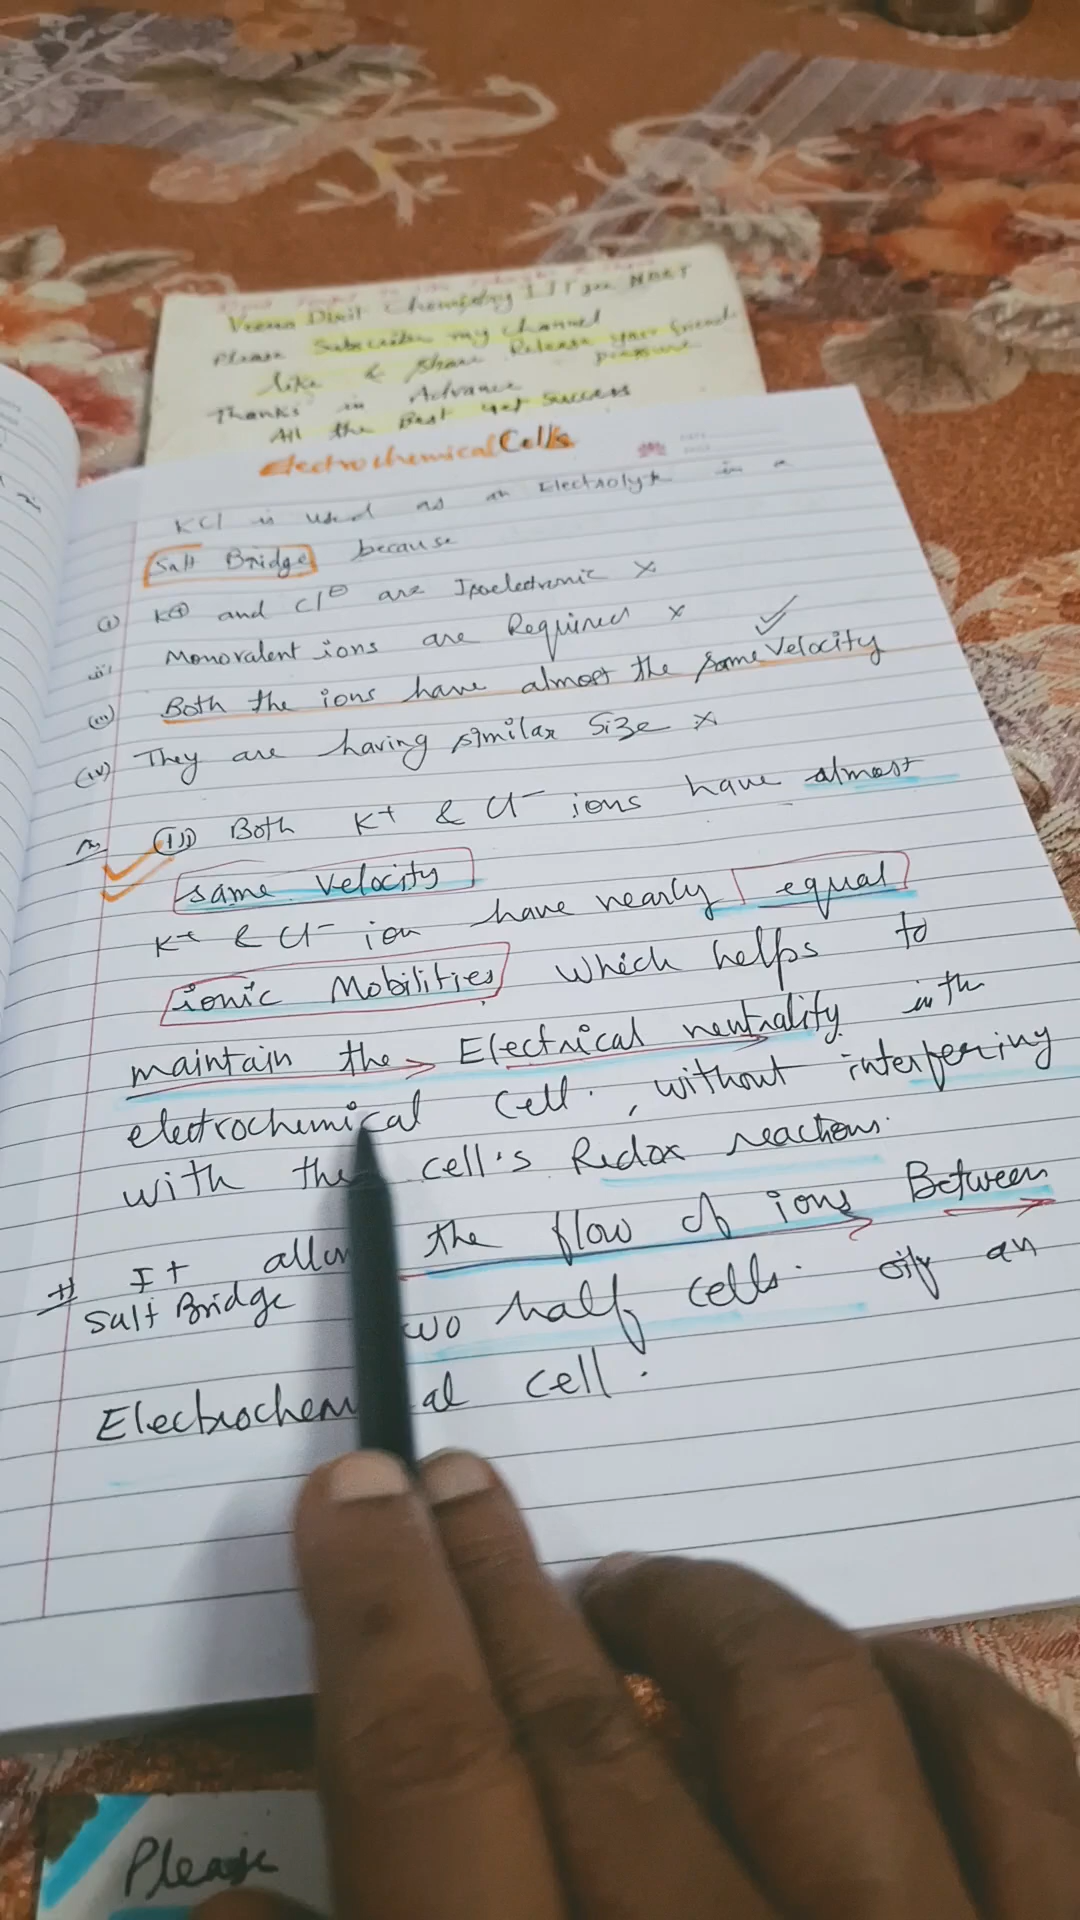 Veena Dixit Chemistry IIT jee NEET
Please Subscribe my channel
like & share Release your friend
pressure
Thanks in Advance
All the Best get success
Electrochemical Cells
KCl is used as an Electrolyte in a
Salt Bridge because
(i) K⊕ and Cl⊖ are Isoelectronic ×
(ii) Monovalent ions are Required ×
(iii) Both the ions have almost the same Velocity ✓
(iv) They are having similar Size ×
(iii) Both K+ & Cl- ions have almost
same velocity
K+ & Cl- ion have nearly equal
ionic Mobilities which helps to
maintain the → Electrical neutrality in the
electrochemical cell. , without interfering
with the cell's Redox reactions.
It allow the flow of ions Between
Salt Bridge two half cells. of an
Electrochemical cell.
Please